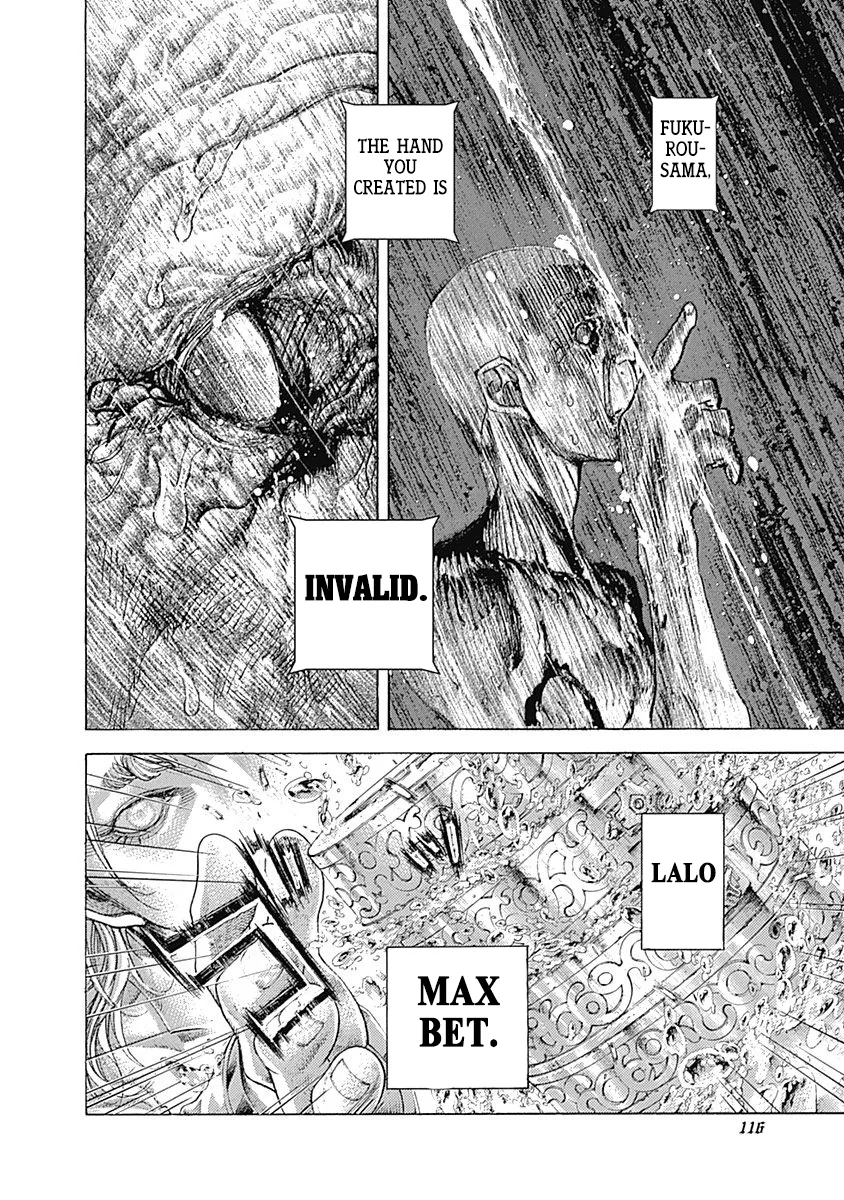 FUKU-
ROU-
SAMA,
THE HAND
YOU
CREATED IS
INVALID.
LALO
MAX
BET.
116